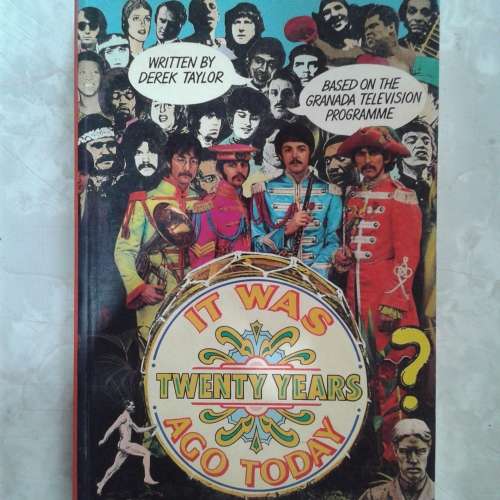 WRITTEN BY
DEREK TAYLOR
BASED ON THE
GRANADA TELEVISION
PROGRAMME
IT WAS
TWENTY YEARS
AGO TODAY
?